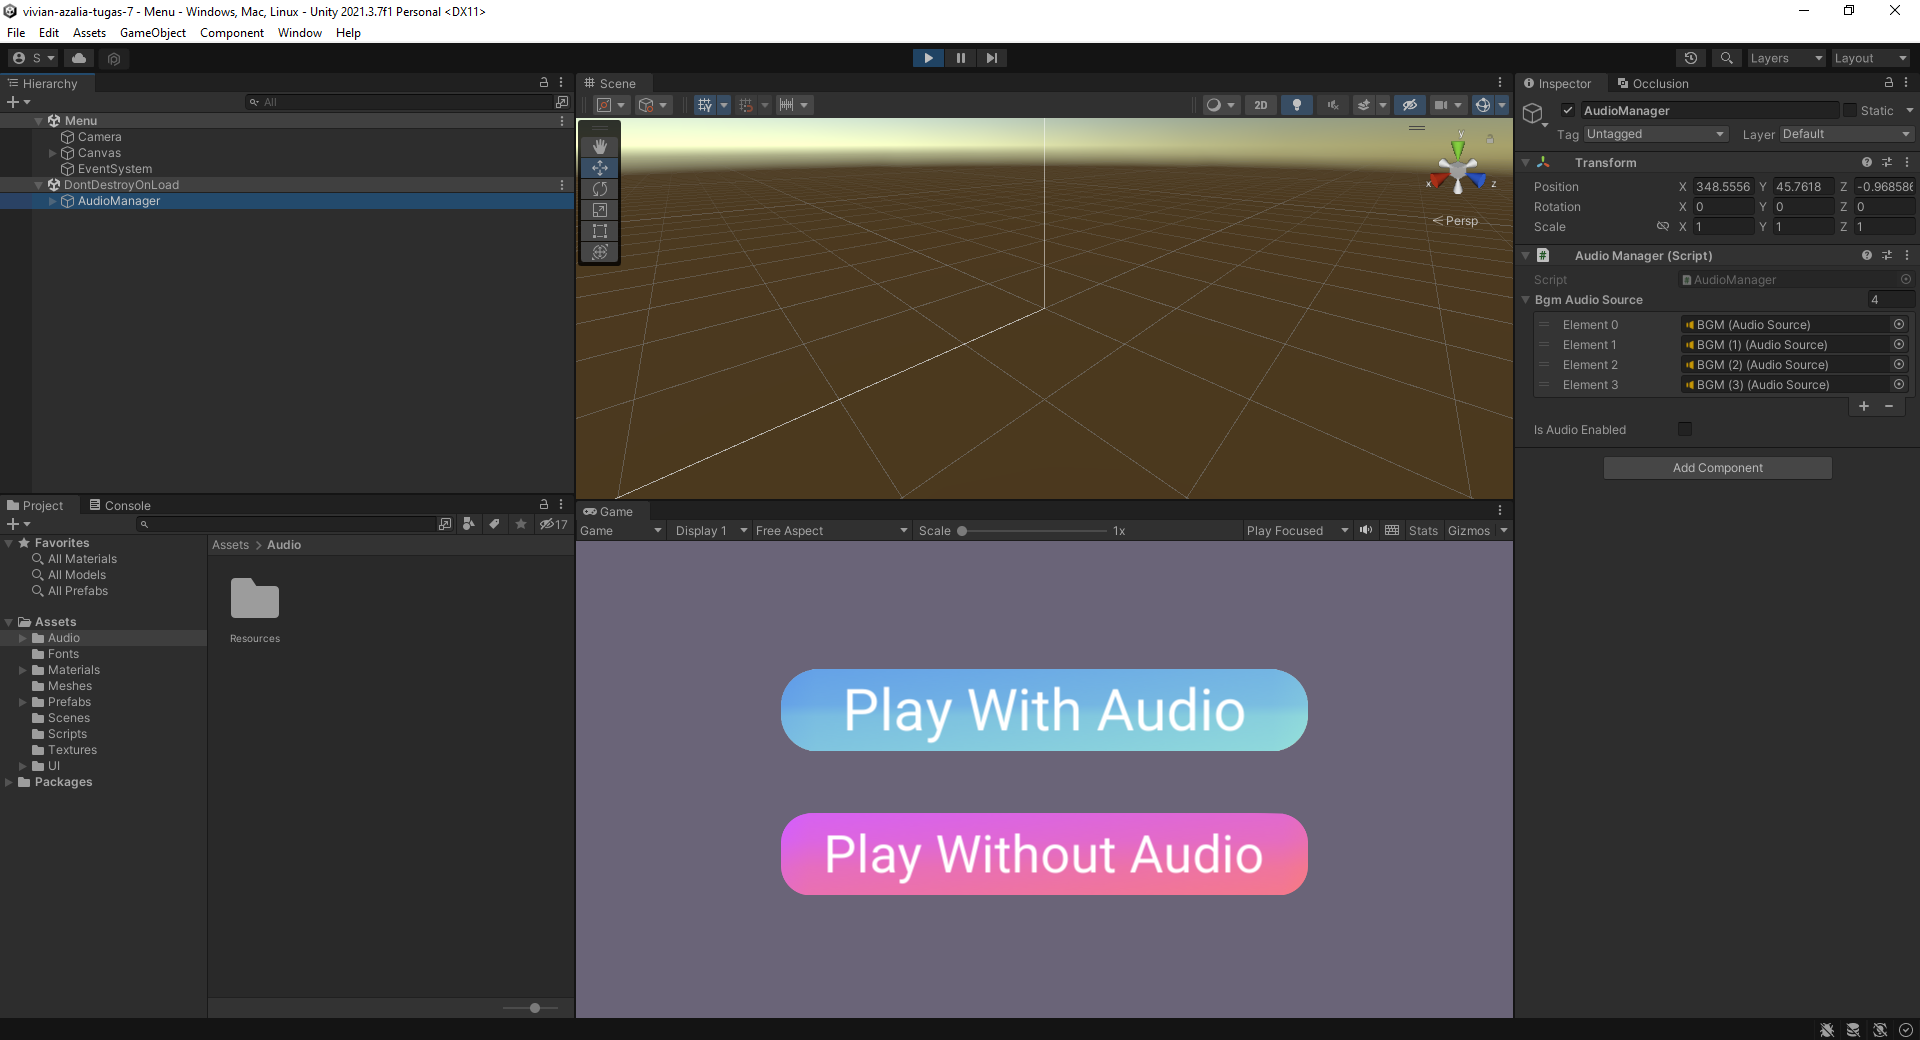 vivian-azalia-tugas-7 - Menu - Windows, Mac, Linux - Unity 2021.3.7f1 Personal <DX11>
File Edit Assets GameObject Component Window Help
S
Layers
Layout
Hierarchy
All
Menu
Camera
Canvas
EventSystem
DontDestroyOnLoad
AudioManager
Scene
2D
y
x
z
Persp
Inspector
Occlusion
AudioManager
Static
Tag Untagged
Layer Default
Transform
Position X 348.5556 Y 45.7618 Z -0.968586
Rotation X 0 Y 0 Z 0
Scale X 1 Y 1 Z 1
Audio Manager (Script)
Script AudioManager
Bgm Audio Source 4
Element 0 BGM (Audio Source)
Element 1 BGM (1) (Audio Source)
Element 2 BGM (2) (Audio Source)
Element 3 BGM (3) (Audio Source)
Is Audio Enabled
Add Component
Project
Console
17
Favorites
All Materials
All Models
All Prefabs
Assets
Audio
Fonts
Materials
Meshes
Prefabs
Scenes
Scripts
Textures
UI
Packages
Assets > Audio
Resources
Game
Game Display 1 Free Aspect Scale 1x Play Focused Stats Gizmos
Play With Audio
Play Without Audio